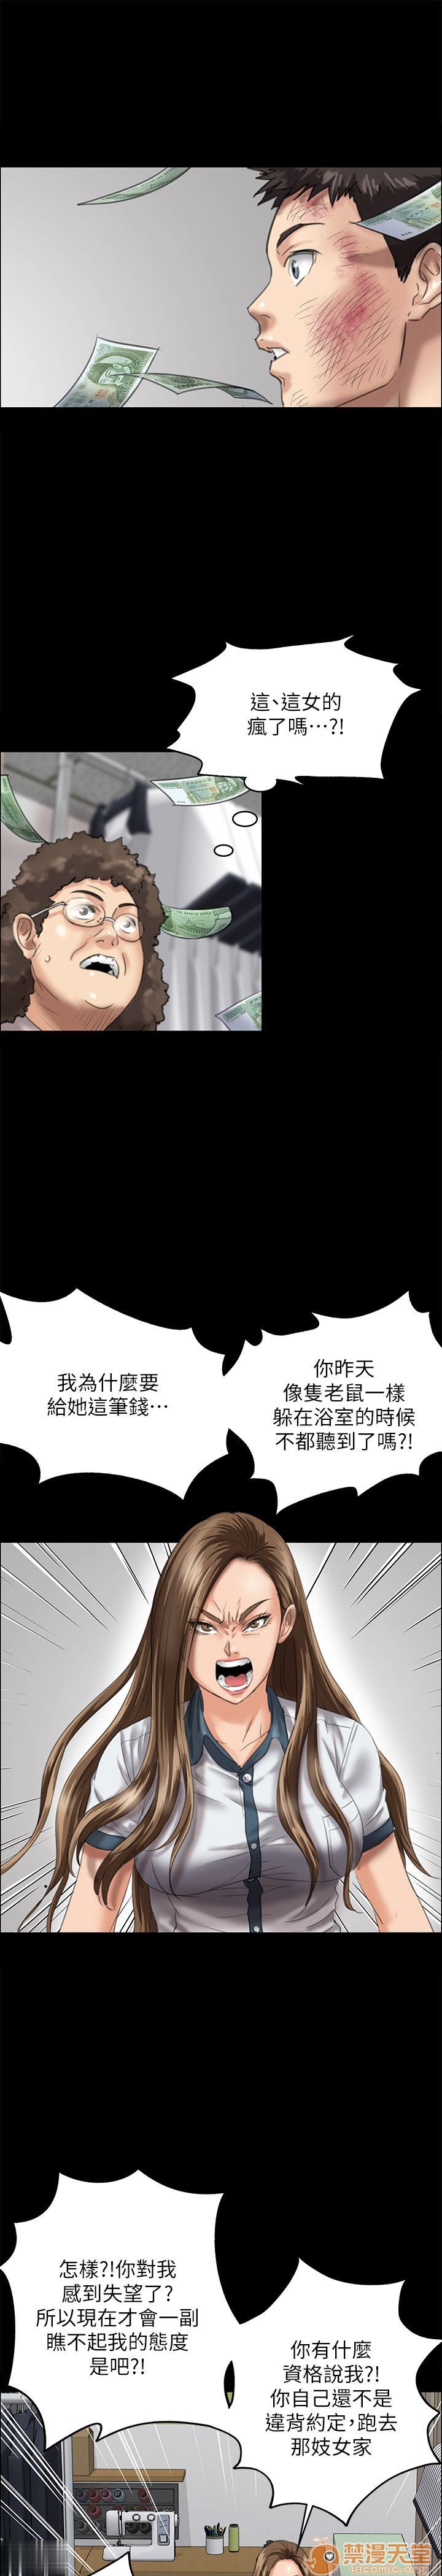 這、這女的
瘋了嗎…?!
我為什麼要
給她這筆錢…
你昨天
像隻老鼠一樣
躲在浴室的時候
不都聽到了嗎?!
怎樣?!你對我
感到失望了?
所以現在才會一副
瞧不起我的態度
是吧?!
你有什麼
資格說我?!
你自己還不是
違背約定,跑去
那妓女家
禁漫天堂
18COMIC.ORG